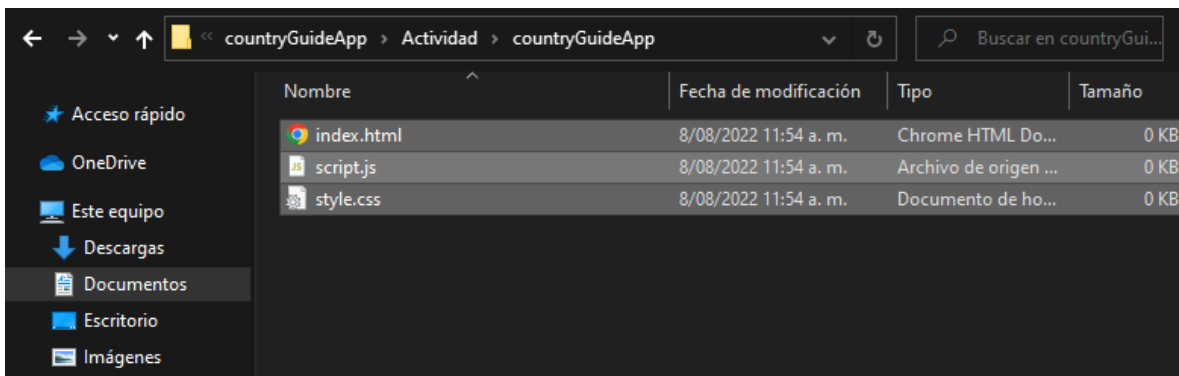 « countryGuideApp > Actividad > countryGuideApp
Buscar en countryGui...
Acceso rápido
OneDrive
Este equipo
Descargas
Documentos
Escritorio
Imágenes
Nombre Fecha de modificación Tipo Tamaño
index.html 8/08/2022 11:54 a. m. Chrome HTML Do... 0 KB
script.js 8/08/2022 11:54 a. m. Archivo de origen ... 0 KB
style.css 8/08/2022 11:54 a. m. Documento de ho... 0 KB